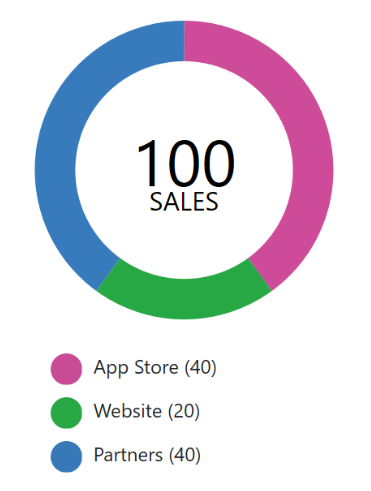 100
SALES
App Store (40)
Website (20)
Partners (40)